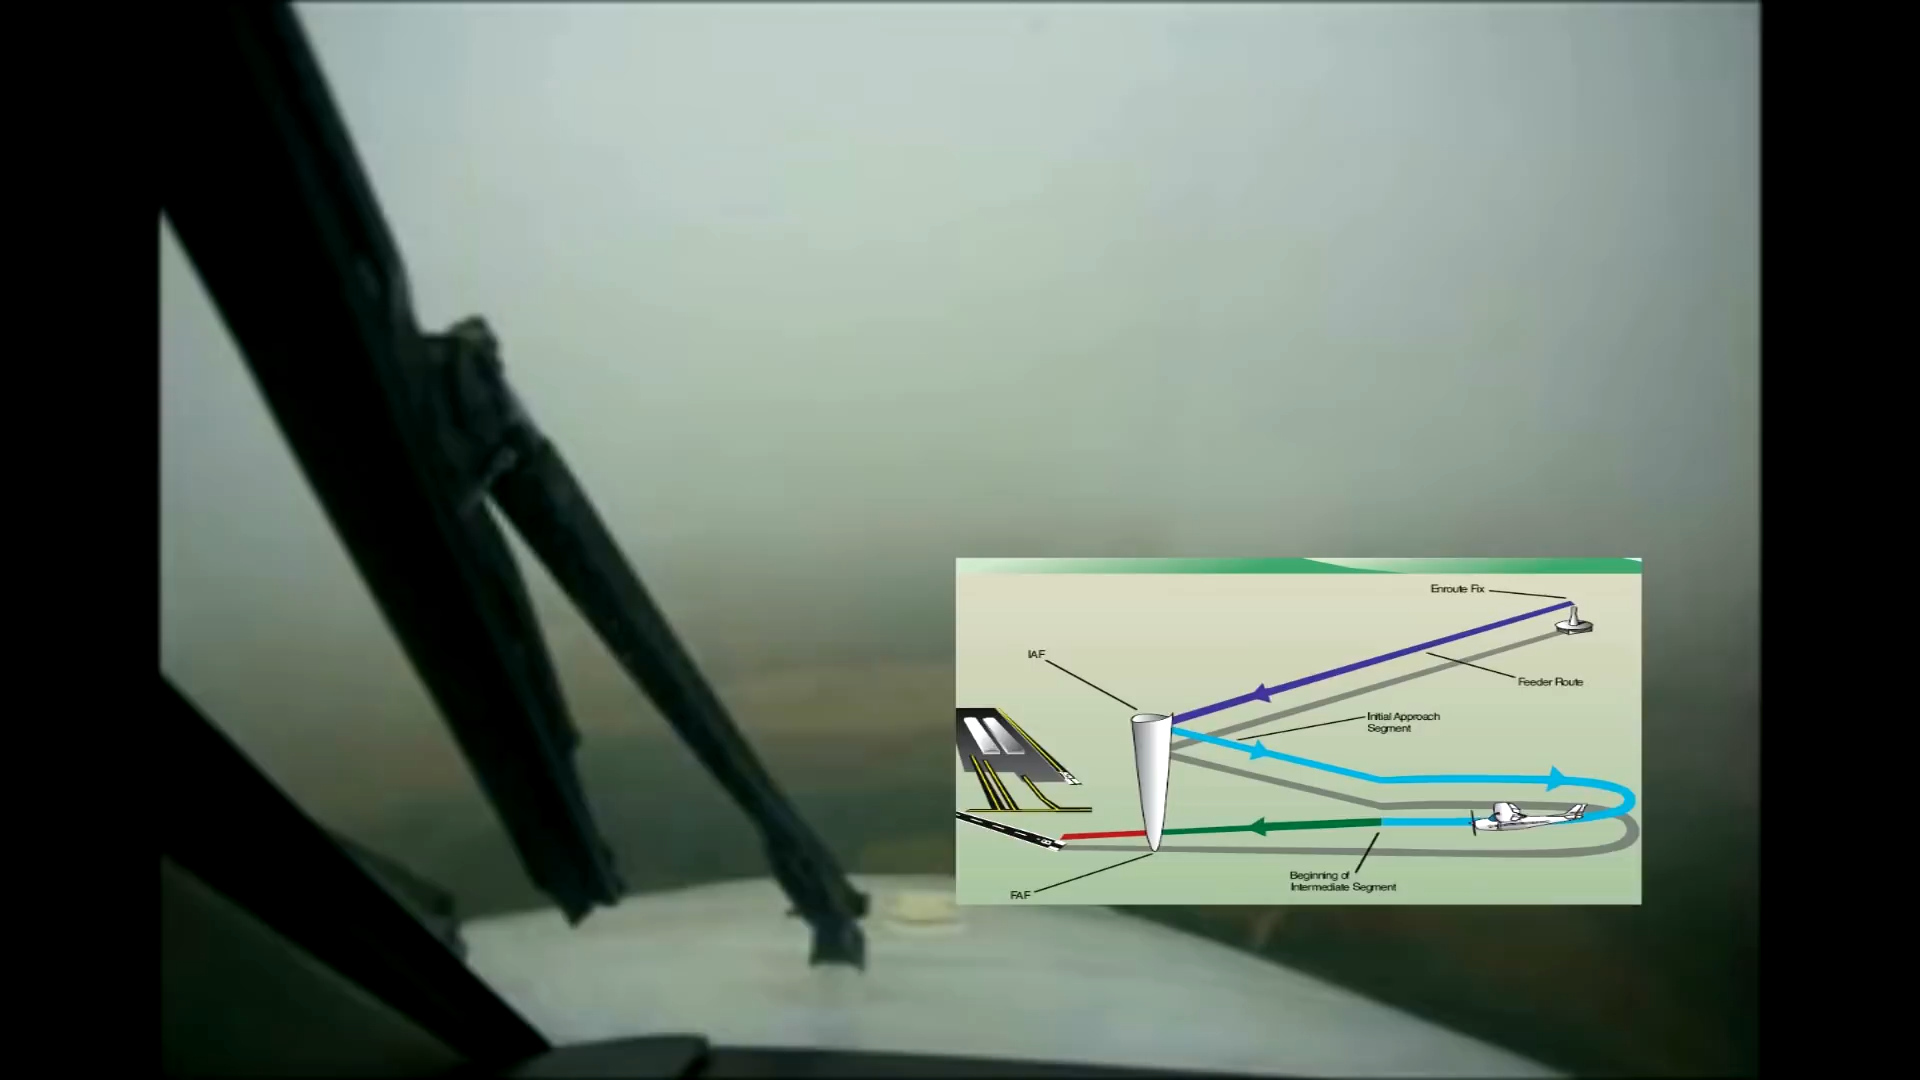 Enroute Fix
IAF
Feeder Route
Initial Approach
Segment
Beginning of
Intermediate Segment
FAF